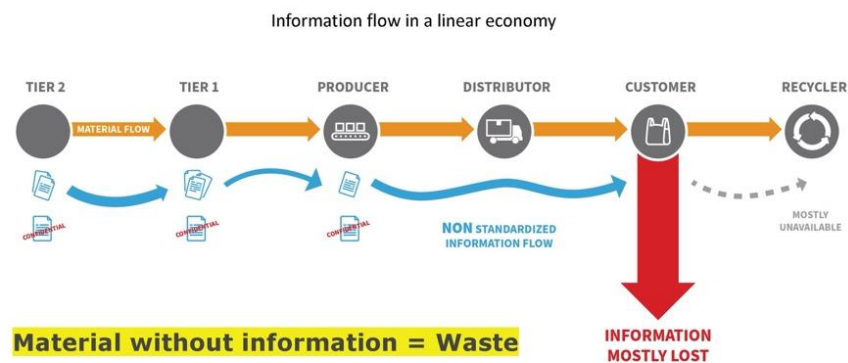 Information flow in a linear economy
TIER 2
TIER 1
PRODUCER
DISTRIBUTOR
CUSTOMER
RECYCLER
MATERIAL FLOW
CONFIDENTIAL
CONFIDENTIAL
CONFIDENTIAL
NON STANDARDIZED
INFORMATION FLOW
MOSTLY
UNAVAILABLE
INFORMATION
MOSTLY LOST
Material without information = Waste